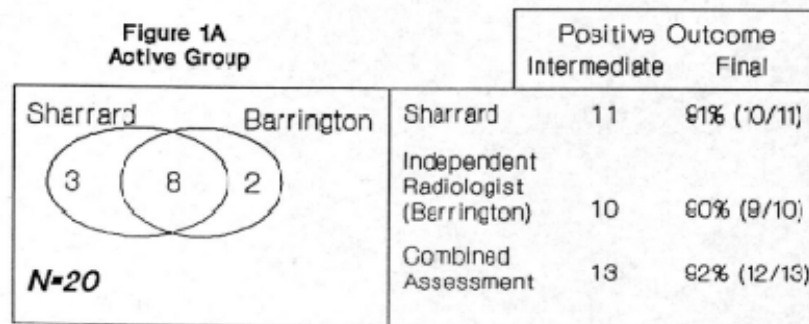 Figure 1A
Active Group
Positive Outcome
Intermediate Final
Sharrard
Barrington
3 8 2
N=20
Sharrard 11 91% (10/11)
Independent
Radiologist
(Barrington) 10 90% (9/10)
Combined
Assessment 13 92% (12/13)